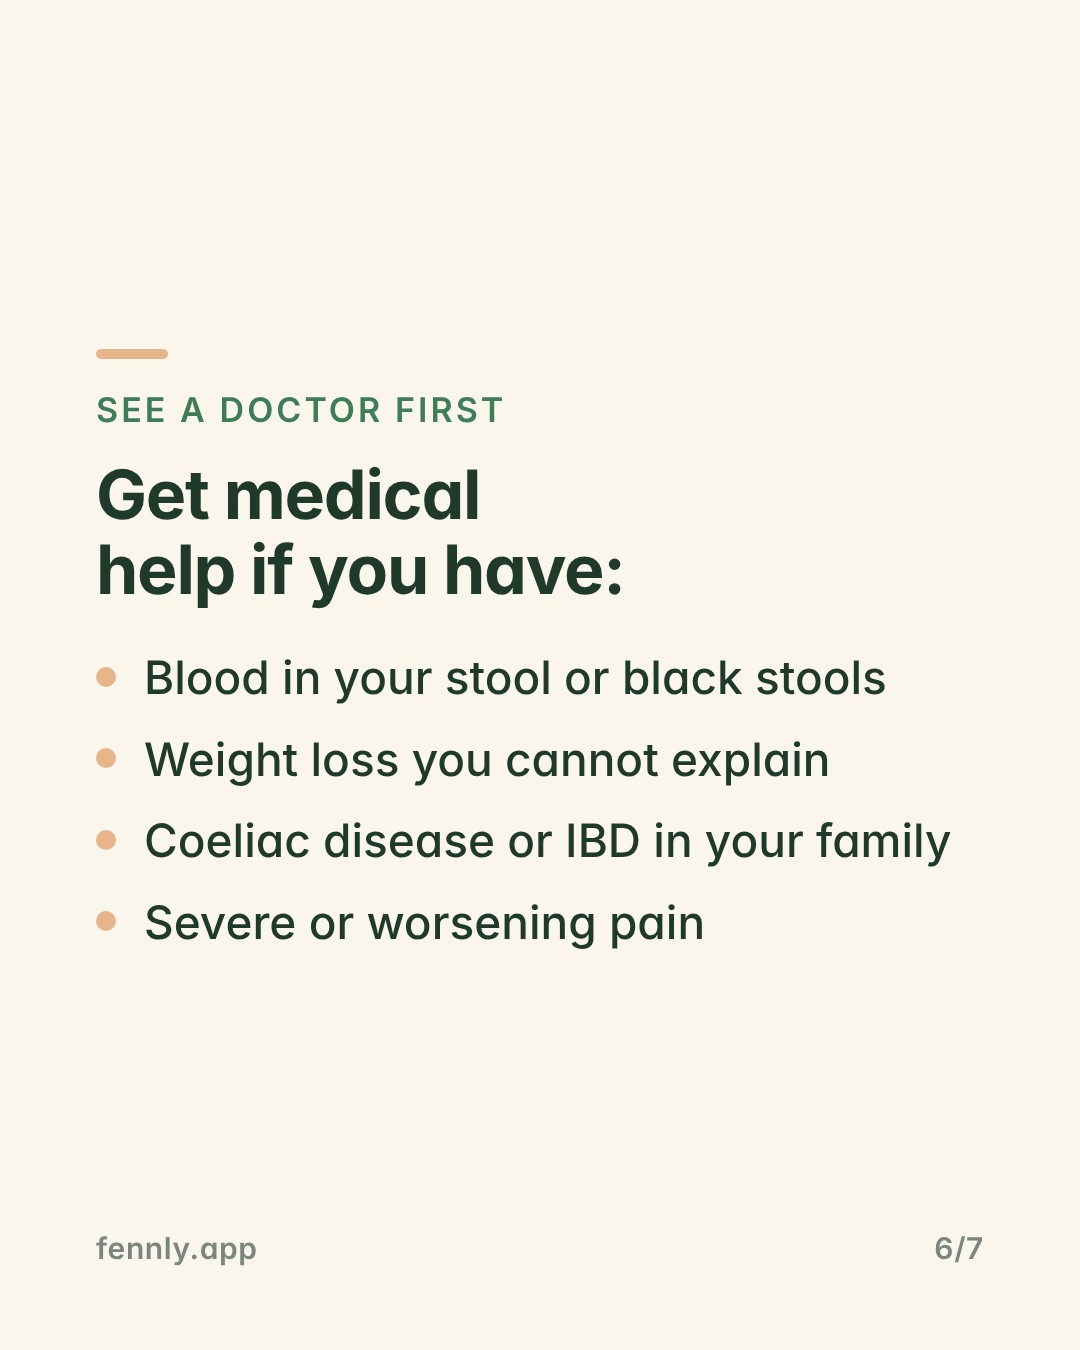 SEE A DOCTOR FIRST
Get medical
help if you have:
Blood in your stool or black stools
Weight loss you cannot explain
Coeliac disease or IBD in your family
Severe or worsening pain
fennly.app
6/7